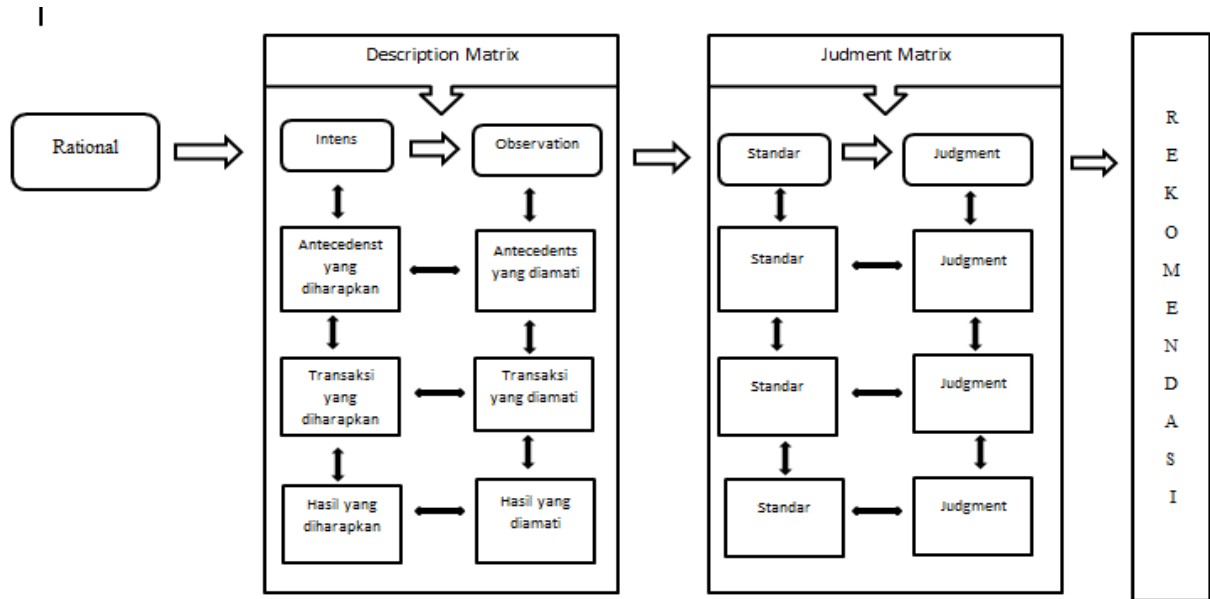 Description Matrix
Judment Matrix
Rational
Intens
Observation
Standar
Judgment
Antecedenst
yang
diharapkan
Antecedents
yang diamati
Standar
Judgment
Transaksi
yang
diharapkan
Transaksi
yang diamati
Standar
Judgment
Hasil yang
diharapkan
Hasil yang
diamati
Standar
Judgment
R
E
K
O
M
E
N
D
A
S
I